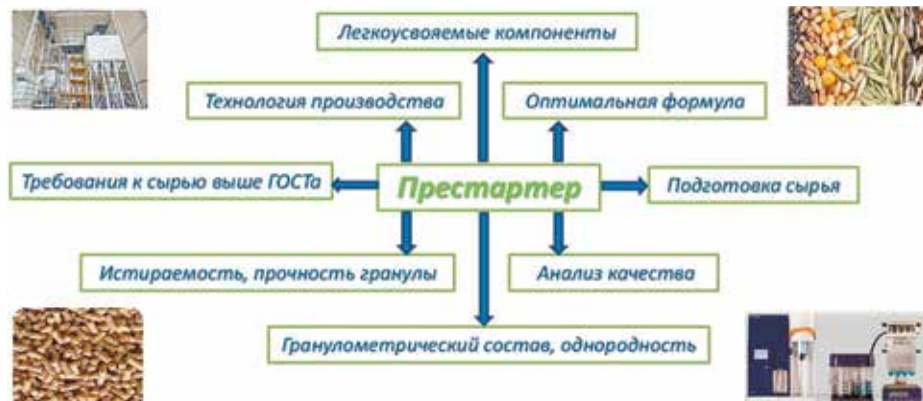 Легкоусвояемые компоненты
Технология производства
Оптимальная формула
Требования к сырью выше ГОСТа
Престартер
Подготовка сырья
Истираемость, прочность гранулы
Анализ качества
Гранулометрический состав, однородность